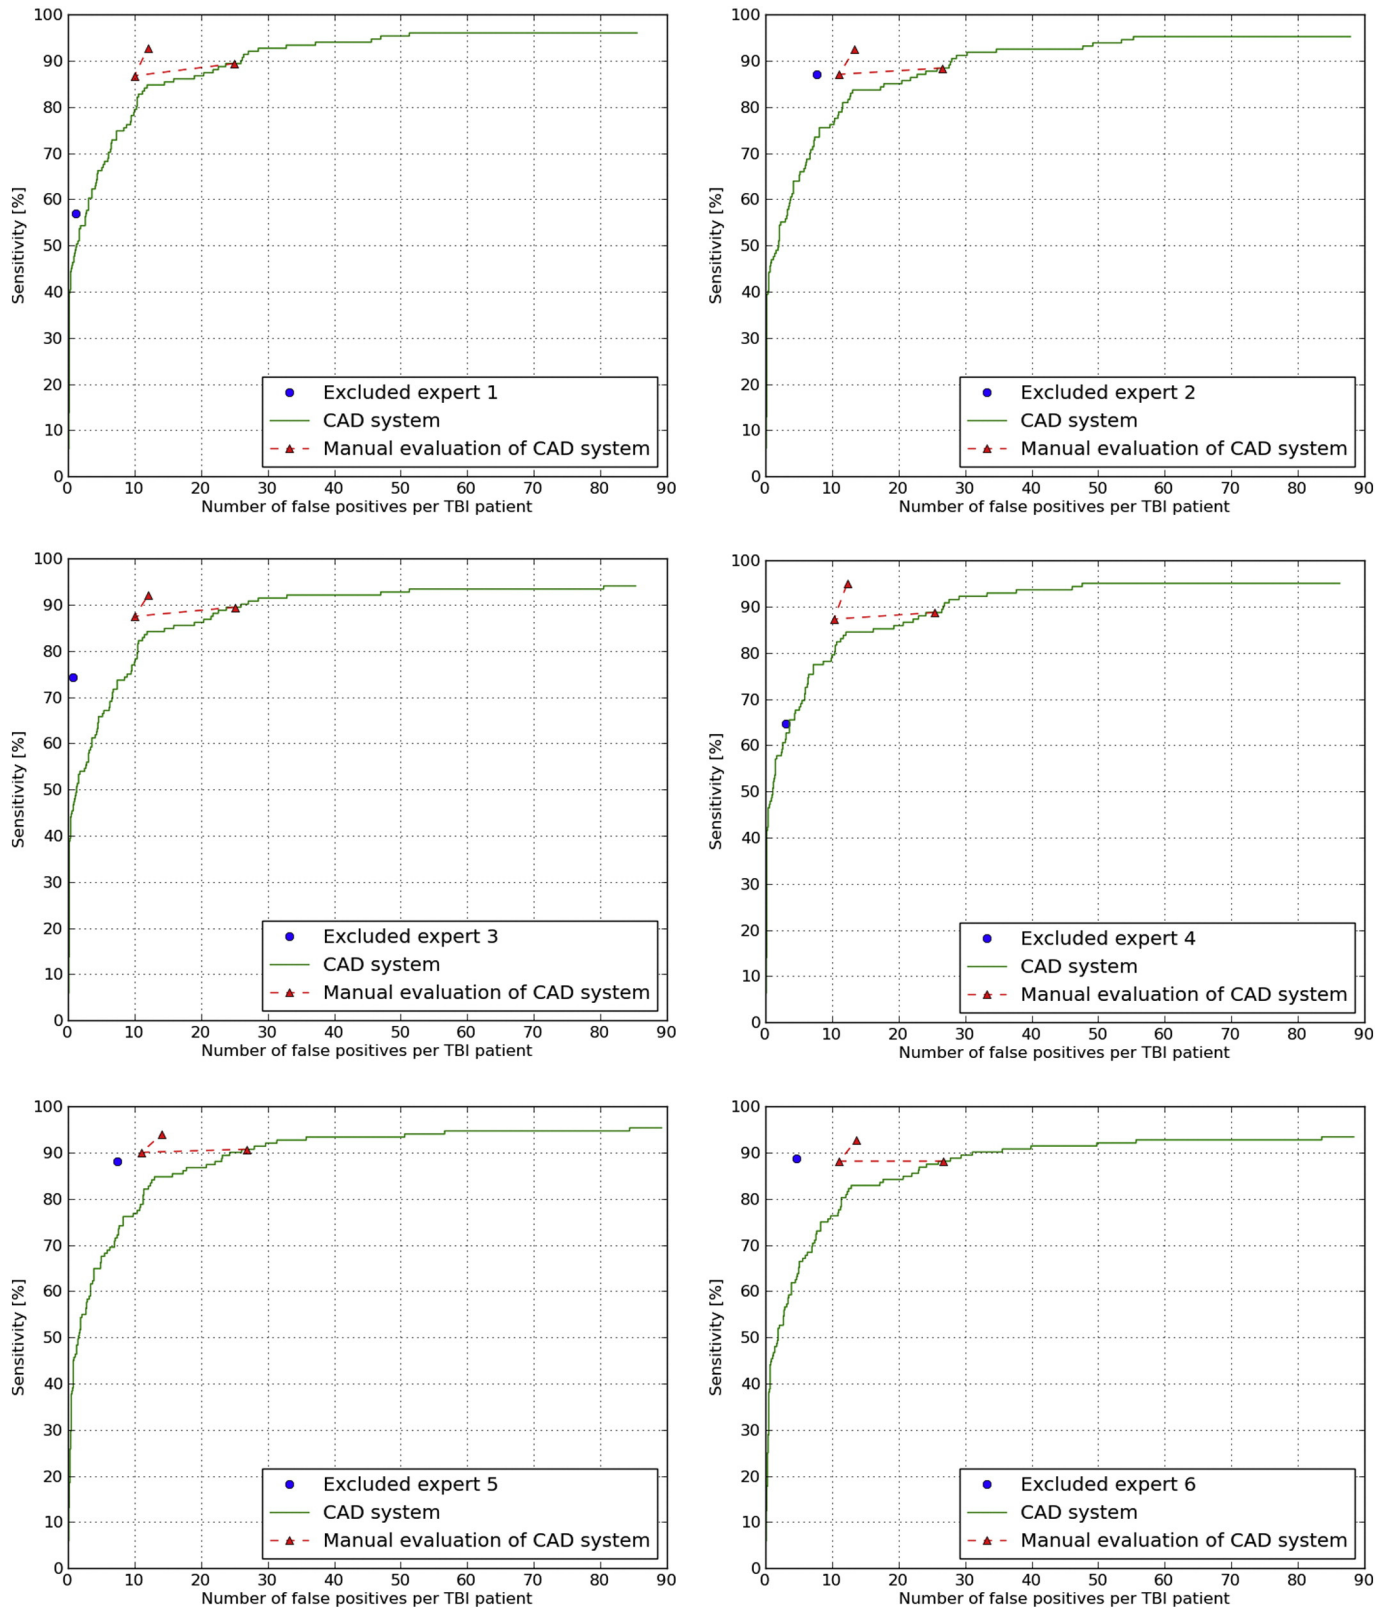 100
90
80
70
60
50
40
30
20
10
0
Sensitivity [%]
Excluded expert 1
CAD system
Manual evaluation of CAD system
0 10 20 30 40 50 60 70 80 90
Number of false positives per TBI patient
100
90
80
70
60
50
40
30
20
10
0
Sensitivity [%]
Excluded expert 2
CAD system
Manual evaluation of CAD system
0 10 20 30 40 50 60 70 80 90
Number of false positives per TBI patient
100
90
80
70
60
50
40
30
20
10
0
Sensitivity [%]
Excluded expert 3
CAD system
Manual evaluation of CAD system
0 10 20 30 40 50 60 70 80 90
Number of false positives per TBI patient
100
90
80
70
60
50
40
30
20
10
0
Sensitivity [%]
Excluded expert 4
CAD system
Manual evaluation of CAD system
0 10 20 30 40 50 60 70 80 90
Number of false positives per TBI patient
100
90
80
70
60
50
40
30
20
10
0
Sensitivity [%]
Excluded expert 5
CAD system
Manual evaluation of CAD system
0 10 20 30 40 50 60 70 80 90
Number of false positives per TBI patient
100
90
80
70
60
50
40
30
20
10
0
Sensitivity [%]
Excluded expert 6
CAD system
Manual evaluation of CAD system
0 10 20 30 40 50 60 70 80 90
Number of false positives per TBI patient